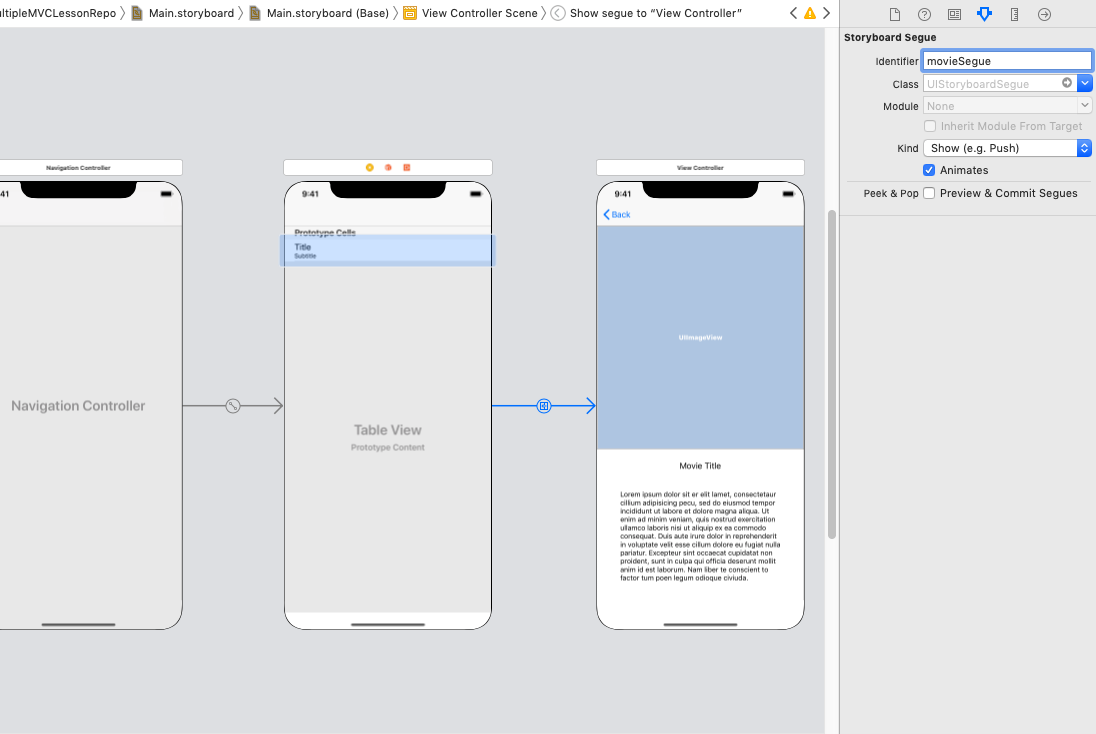 ultipleMVCLessonRepo Main.storyboard Main.storyboard (Base) View Controller Scene Show segue to “View Controller”
Storyboard Segue
Identifier movieSegue
Class UIStoryboardSegue
Module None
Inherit Module From Target
Kind Show (e.g. Push)
Animates
Peek & Pop Preview & Commit Segues
Navigation Controller
41
Navigation Controller
9:41
Prototype Cells
Title
Subtitle
Table View
Prototype Content
View Controller
9:41
Back
UIImageView
Movie Title
Lorem ipsum dolor sit er elit lamet, consectetaur
cillium adipisicing pecu, sed do eiusmod tempor
incididunt ut labore et dolore magna aliqua. Ut
enim ad minim veniam, quis nostrud exercitation
ullamco laboris nisi ut aliquip ex ea commodo
consequat. Duis aute irure dolor in reprehenderit
in voluptate velit esse cillum dolore eu fugiat nulla
pariatur. Excepteur sint occaecat cupidatat non
proident, sunt in culpa qui officia deserunt mollit
anim id est laborum. Nam liber te conscient to
factor tum poen legum odioque civiuda.